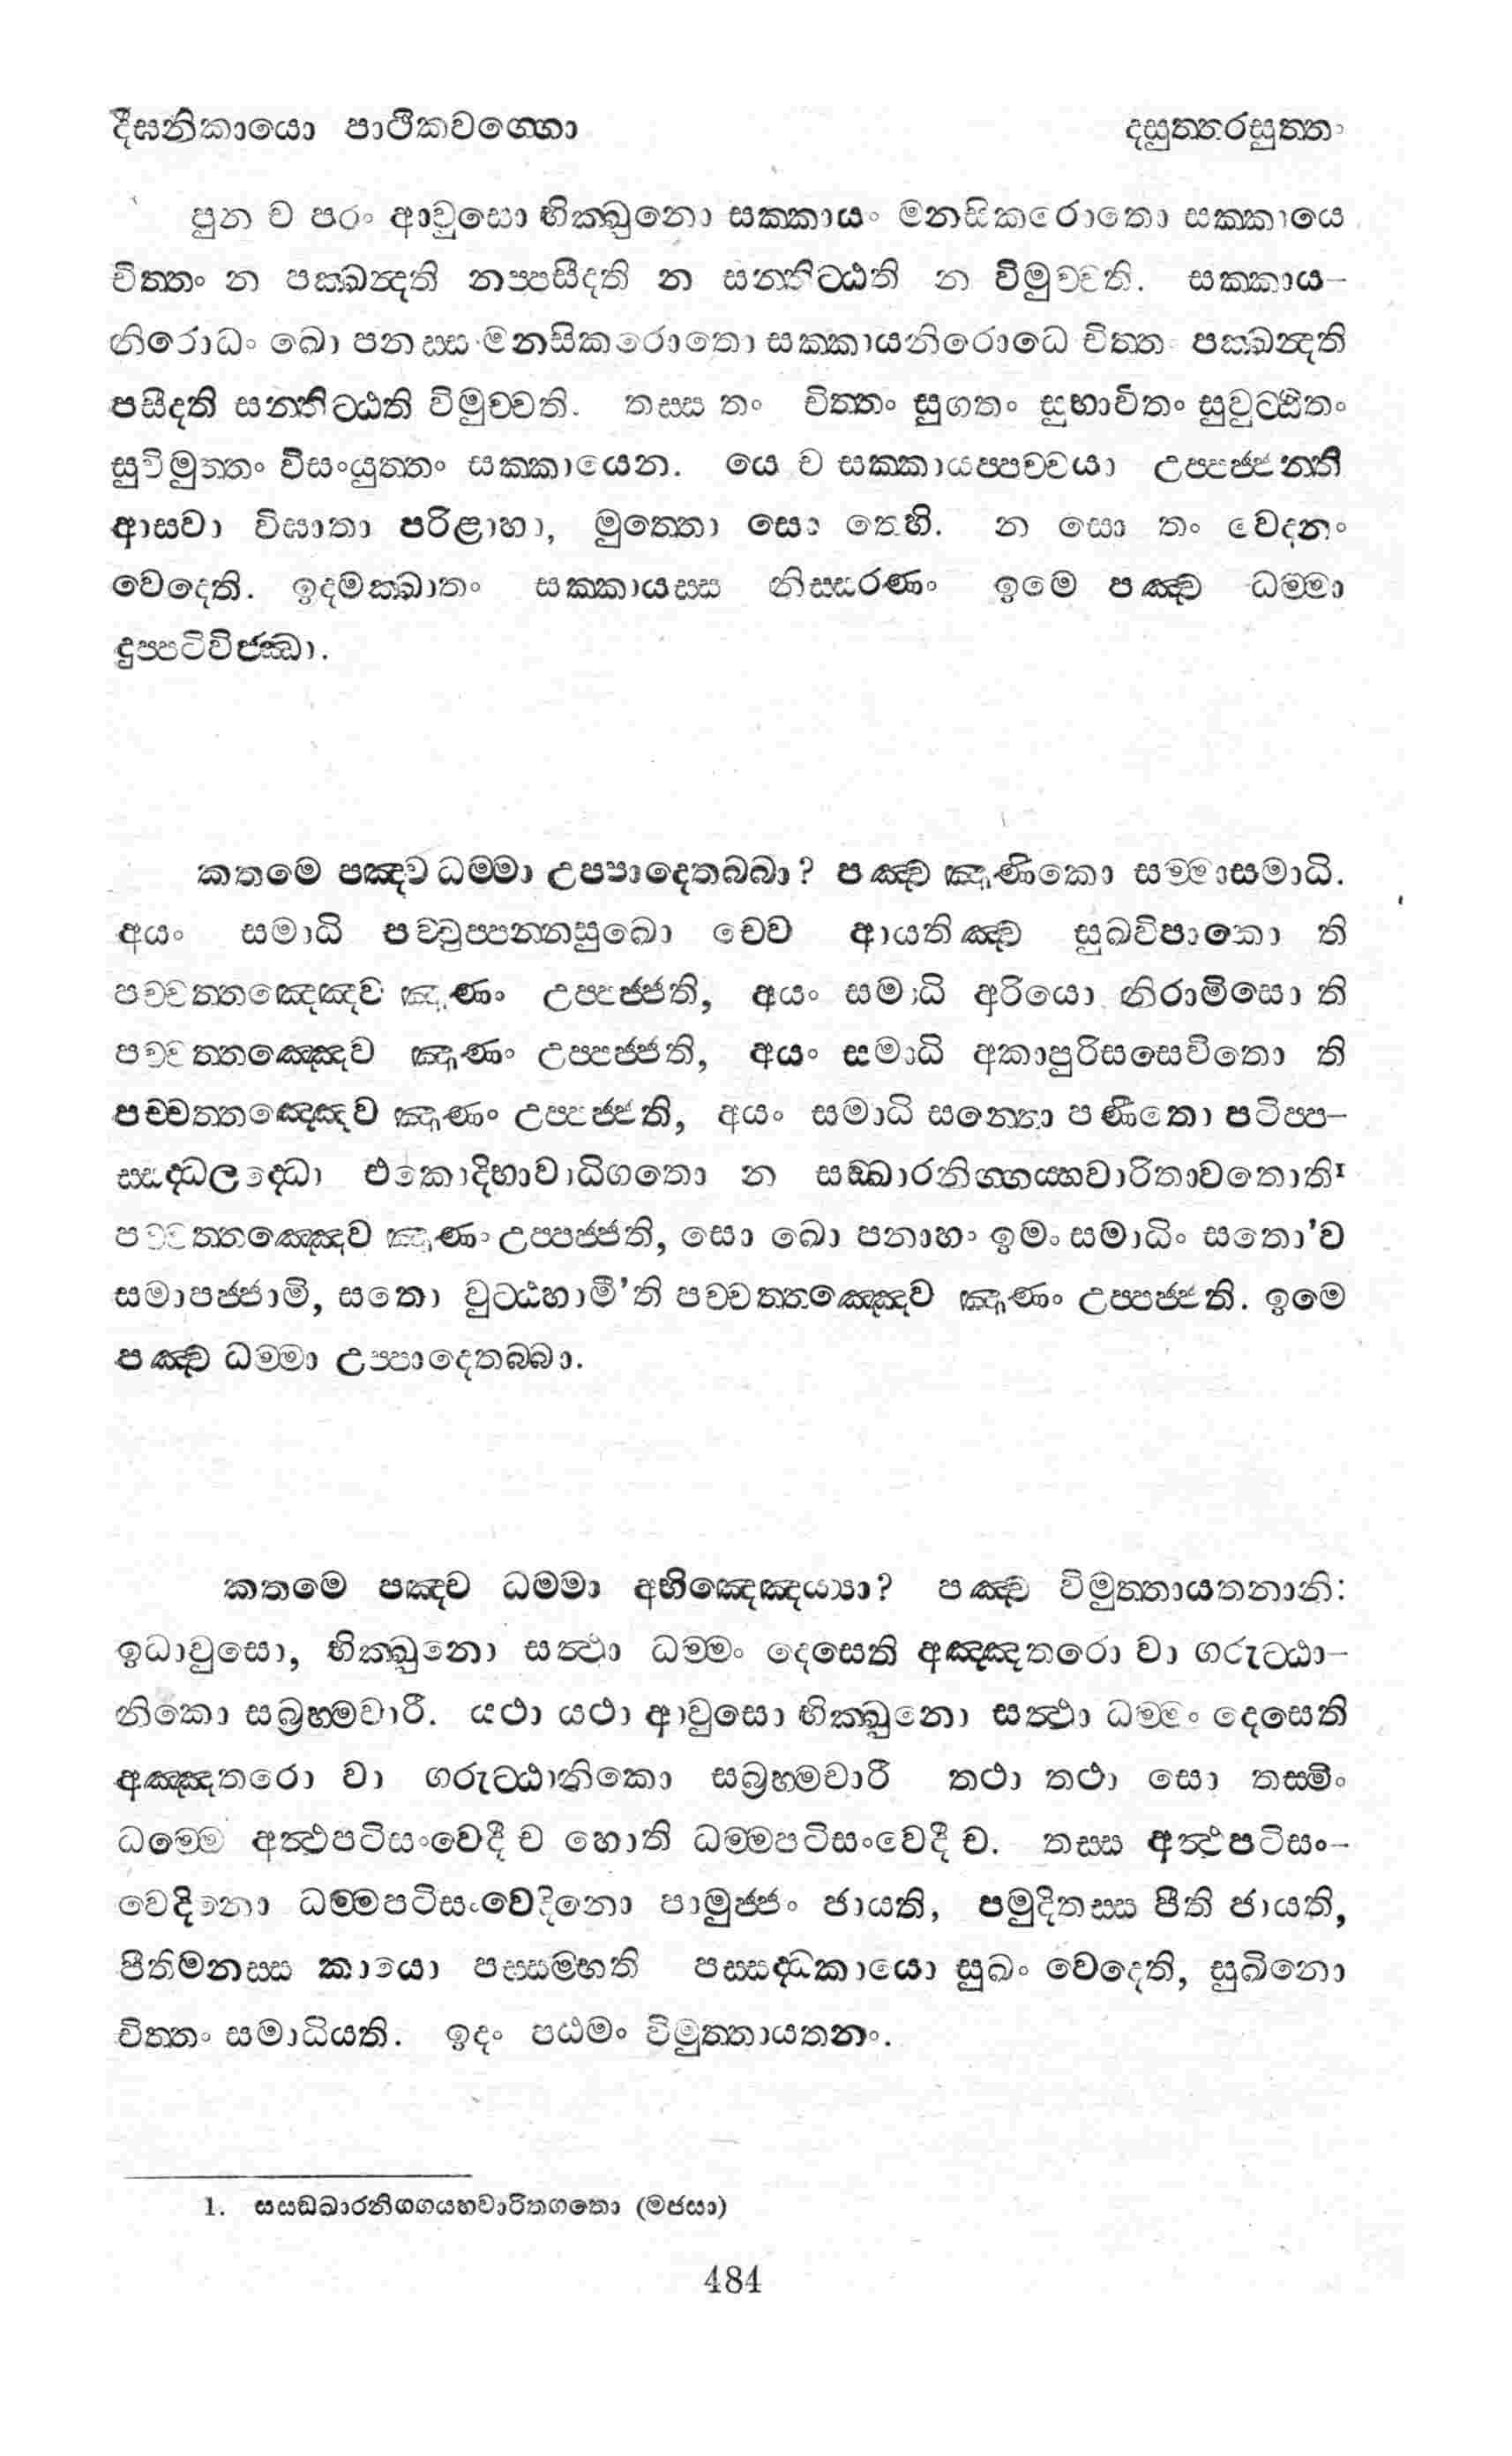 දීඝනිකායො පාථිකවග්ගො දසුත්තරසුත්තං
පුන ච පරං ආවුසො භික්ඛුනො සක්කායං මනසිකරොතො සක්කායෙ
චිත්තං න පක්ඛන්දති නප්පසීදති න සන්තිට්ඨති න විමුච්චති. සක්කාය-
නිරොධං ඛො පනස්ස මනසිකරොතො සක්කායනිරොධෙ චිත්තං පක්ඛන්දති
පසීදති සන්තිට්ඨති විමුච්චති. තස්ස තං චිත්තං සුගතං සුභාවිතං සුවුට්ඨිතං
සුවිමුත්තං විසංයුත්තං සක්කායෙන. යෙ ච සක්කායප්පච්චයා උප්පජ්ජන්ති
ආසවා විඝාතා පරිළාහා, මුත්තො සො තෙහි. න සො තං වෙදනං
වෙදෙති. ඉදමක්ඛාතං සක්කායස්ස නිස්සරණං ඉමෙ පඤ්ච ධම්මා
දුප්පටිවිජ්ඣා.
කතමෙ පඤ්ච ධම්මා උප්පාදෙතබ්බා? පඤ්ච ඤාණිකො සම්මාසමාධි.
අයං සමාධි පච්චුප්පන්නසුඛො චෙව ආයතිඤ්ච සුඛවිපාකො ති
පච්චත්තඤ්ඤෙව ඤාණං උප්පජ්ජති, අයං සමාධි අරියො නිරාමිසො ති
පච්චත්තඤ්ඤෙව ඤාණං උප්පජ්ජති, අයං සමාධි අකාපුරිසසෙවිතො ති
පච්චත්තඤ්ඤෙව ඤාණං උප්පජ්ජති, අයං සමාධි සන්තො පණීතො පටිප්ප-
ස්සද්ධලද්ධො එකොදිභාවාධිගතො න සඞ්ඛාරනිග්ගය්හවාරිතාවතොති¹
පච්චත්තඤ්ඤෙව ඤාණං උප්පජ්ජති, සො ඛො පනාහං ඉමං සමාධිං සතො'ව
සමාපජ්ජාමි, සතො වුට්ඨහාමී'ති පච්චත්තඤ්ඤෙව ඤාණං උප්පජ්ජති. ඉමෙ
පඤ්ච ධම්මා උප්පාදෙතබ්බා.
කතමෙ පඤ්ච ධම්මා අභිඤ්ඤෙය්‍යා? පඤ්ච විමුත්තායතනානි:
ඉධාවුසො, භික්ඛුනො සත්ථා ධම්මං දෙසෙති අඤ්ඤතරො වා ගරුට්ඨා-
නිකො සබ්‍රහ්මචාරී. යථා යථා ආවුසො භික්ඛුනො සත්ථා ධම්මං දෙසෙති
අඤ්ඤතරො වා ගරුට්ඨානිකො සබ්‍රහ්මචාරී තථා තථා සො තස්මිං
ධම්මෙ අත්ථපටිසංවෙදී ච හොති ධම්මපටිසංවෙදී ච. තස්ස අත්ථපටිසං-
වෙදිනො ධම්මපටිසංවෙදිනො පාමුජ්ජං ජායති, පමුදිතස්ස පීති ජායති,
පීතිමනස්ස කායො පස්සම්භති පස්සද්ධකායො සුඛං වෙදෙති, සුඛිනො
චිත්තං සමාධියති. ඉදං පඨමං විමුත්තායතනං.
1. සසඞ්ඛාරනිග්ගය්හවාරිතගතො (මජසං)
484